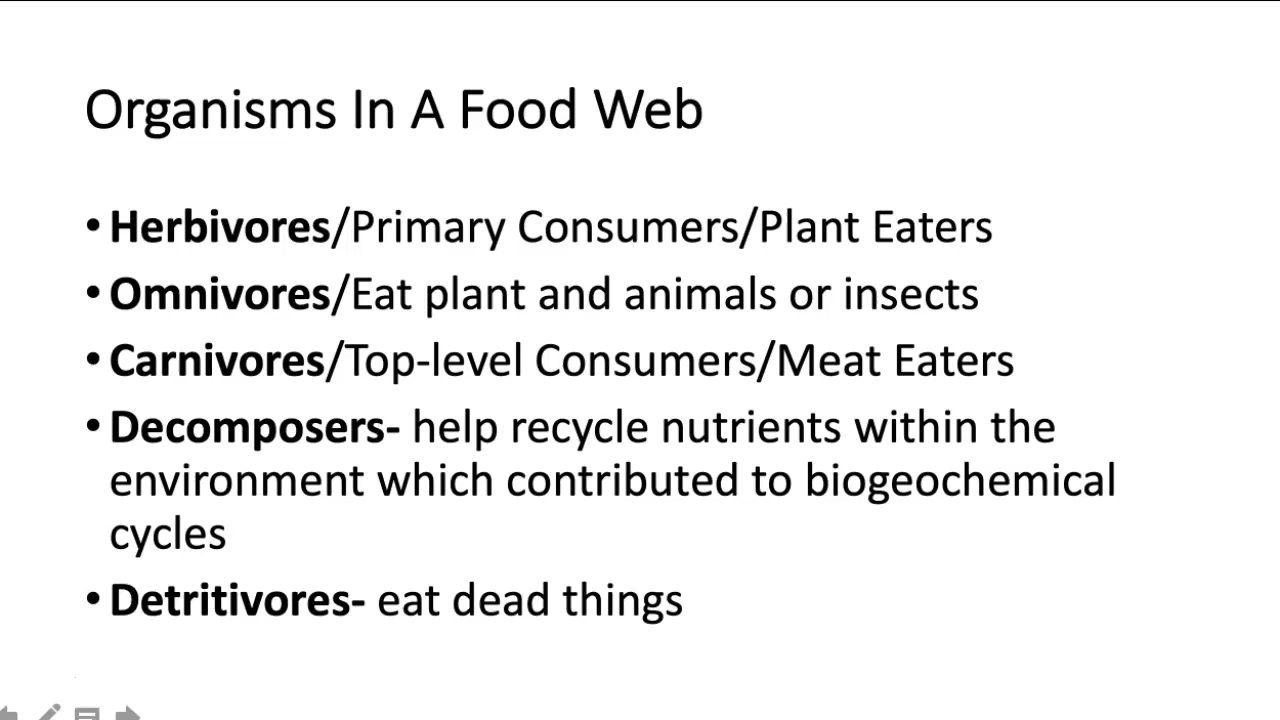 Organisms In A Food Web
• Herbivores/Primary Consumers/Plant Eaters
• Omnivores/Eat plant and animals or insects
• Carnivores/Top-level Consumers/Meat Eaters
• Decomposers- help recycle nutrients within the
environment which contributed to biogeochemical
cycles
• Detritivores- eat dead things